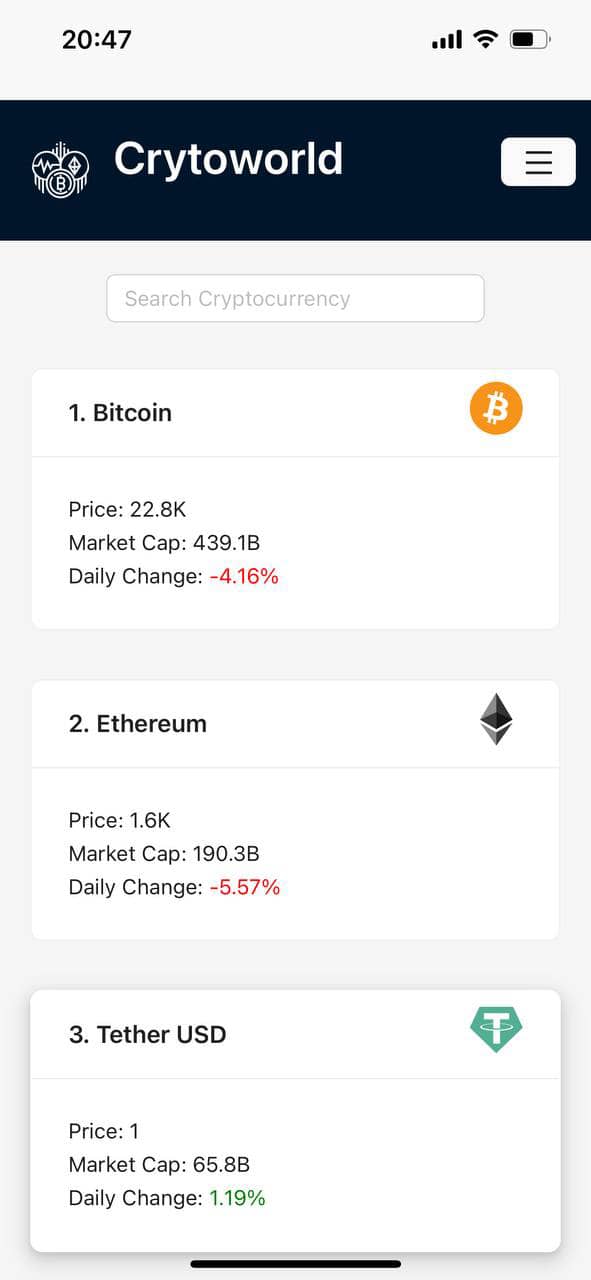 20:47
Crytoworld
Search Cryptocurrency
1. Bitcoin
Price: 22.8K
Market Cap: 439.1B
Daily Change: -4.16%
2. Ethereum
Price: 1.6K
Market Cap: 190.3B
Daily Change: -5.57%
3. Tether USD
Price: 1
Market Cap: 65.8B
Daily Change: 1.19%